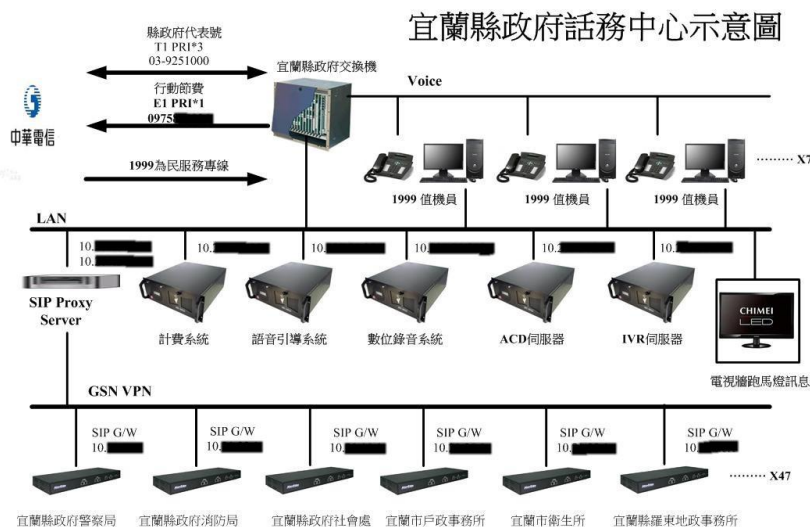 宜蘭縣政府話務中心示意圖
縣政府代表號
T1 PRI*3
03-9251000
宜蘭縣政府交換機
Voice
行動節費
E1 PRI*1
0975
中華電信
1999為民服務專線
1999 值機員
1999 值機員
1999 值機員
……… X7
LAN
10.
10.
10.
10.
10.
10.
10.
SIP Proxy
Server
計費系統
語音引導系統
數位錄音系統
ACD伺服器
IVR伺服器
CHIMEI
LED
電視牆跑馬燈訊息
GSN VPN
SIP G/W
10.
SIP G/W
10.
SIP G/W
10.
SIP G/W
10.
SIP G/W
10.
SIP G/W
10.
……… X47
宜蘭縣政府警察局
宜蘭縣政府消防局
宜蘭縣政府社會處
宜蘭市戶政事務所
宜蘭市衛生所
宜蘭縣羅東地政事務所